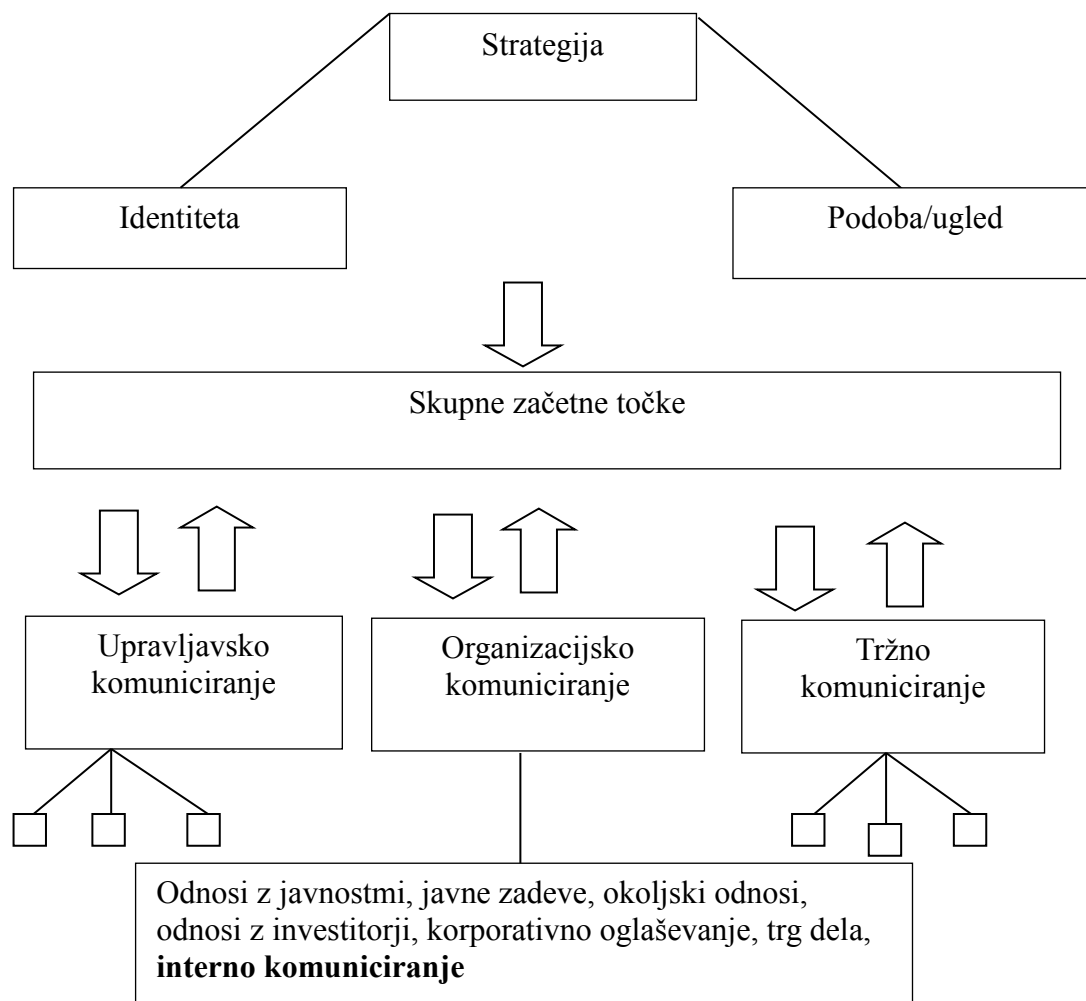 Strategija
Identiteta
Podoba/ugled
Skupne začetne točke
Upravljavsko
komuniciranje
Organizacijsko
komuniciranje
Tržno
komuniciranje
Odnosi z javnostmi, javne zadeve, okoljski odnosi,
odnosi z investitorji, korporativno oglaševanje, trg dela,
interno komuniciranje